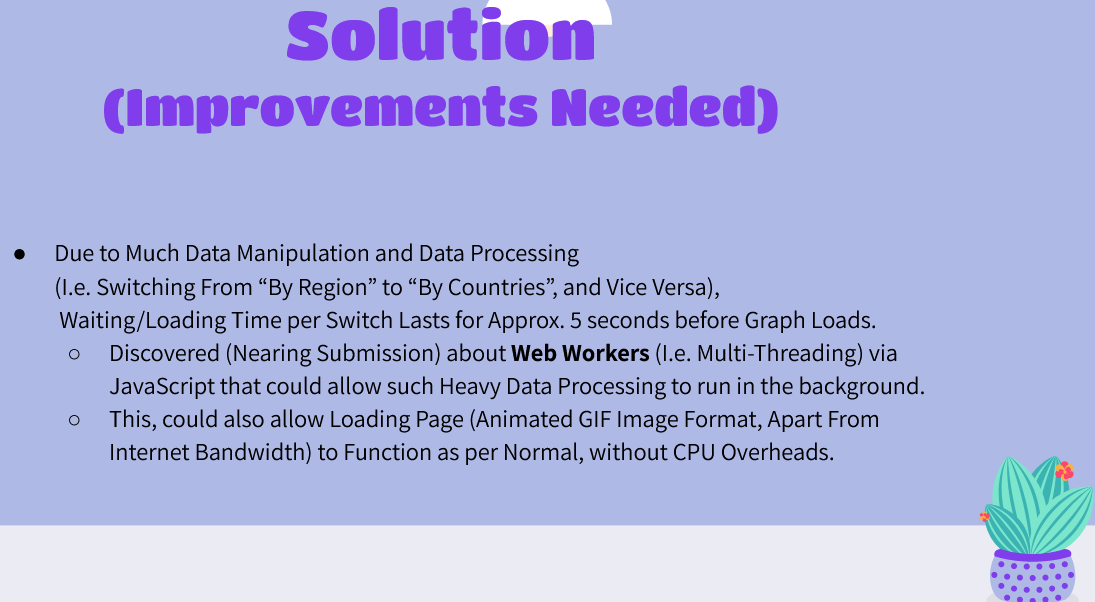 Solution
(Improvements Needed)
● Due to Much Data Manipulation and Data Processing
(I.e. Switching From “By Region” to “By Countries”, and Vice Versa),
Waiting/Loading Time per Switch Lasts for Approx. 5 seconds before Graph Loads.
○ Discovered (Nearing Submission) about Web Workers (I.e. Multi-Threading) via
JavaScript that could allow such Heavy Data Processing to run in the background.
○ This, could also allow Loading Page (Animated GIF Image Format, Apart From
Internet Bandwidth) to Function as per Normal, without CPU Overheads.